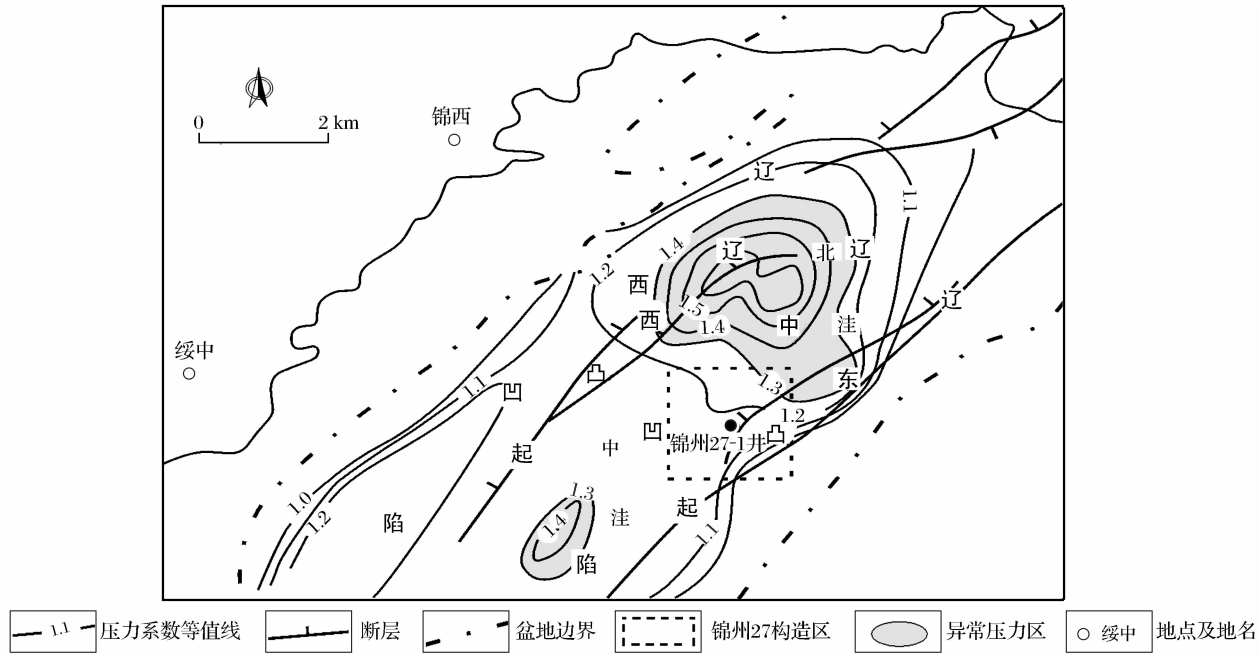 锦西
0 2 km
辽
1.1
1.4
辽
北
辽
1.2
西
辽
1.5
西
1.4
中
洼
绥中
凸
东
1.1
凹
1.3
1.2
凹
锦州27-1井
凸
中
起
1.0
1.3
起
1.2
陷
1.4
洼
1.1
陷
1.1 压力系数等值线
断层
盆地边界
锦州27构造区
异常压力区
绥中 地点及地名